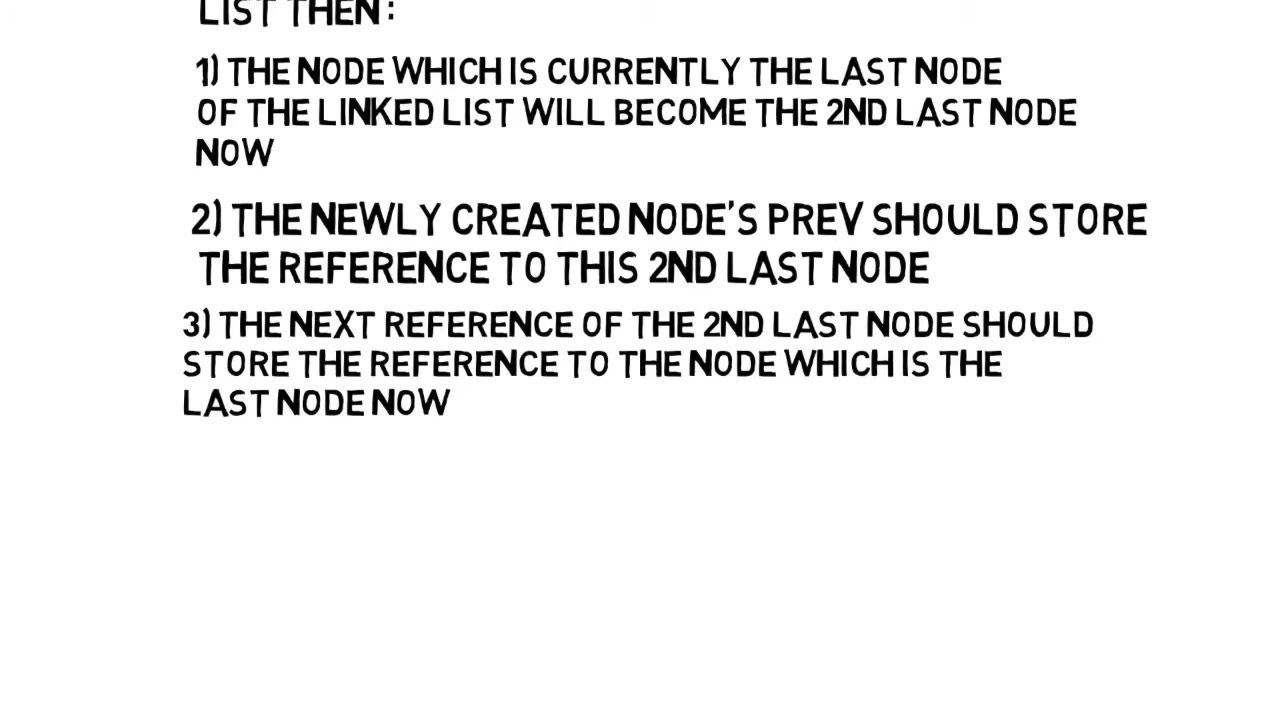 LIST THEN :
1) THE NODE WHICH IS CURRENTLY THE LAST NODE
OF THE LINKED LIST WILL BECOME THE 2ND LAST NODE
NOW
2) THE NEWLY CREATED NODE'S PREV SHOULD STORE
THE REFERENCE TO THIS 2ND LAST NODE
3) THE NEXT REFERENCE OF THE 2ND LAST NODE SHOULD
STORE THE REFERENCE TO THE NODE WHICH IS THE
LAST NODE NOW